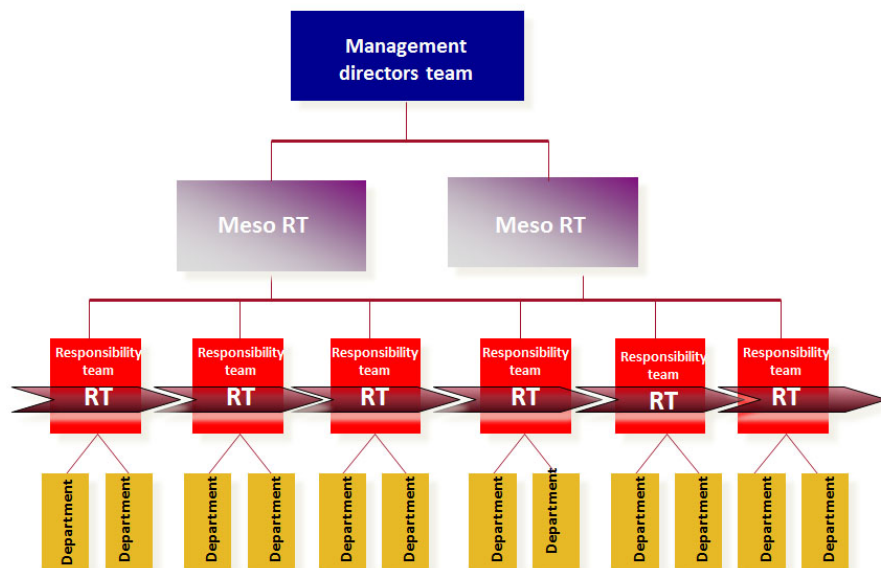 Management
directors team
Meso RT
Meso RT
Responsibility
team
RT
Responsibility
team
RT
Responsibility
team
RT
Responsibility
team
RT
Responsibility
team
RT
Responsibility
team
RT
Department
Department
Department
Department
Department
Department
Department
Department
Department
Department
Department
Department